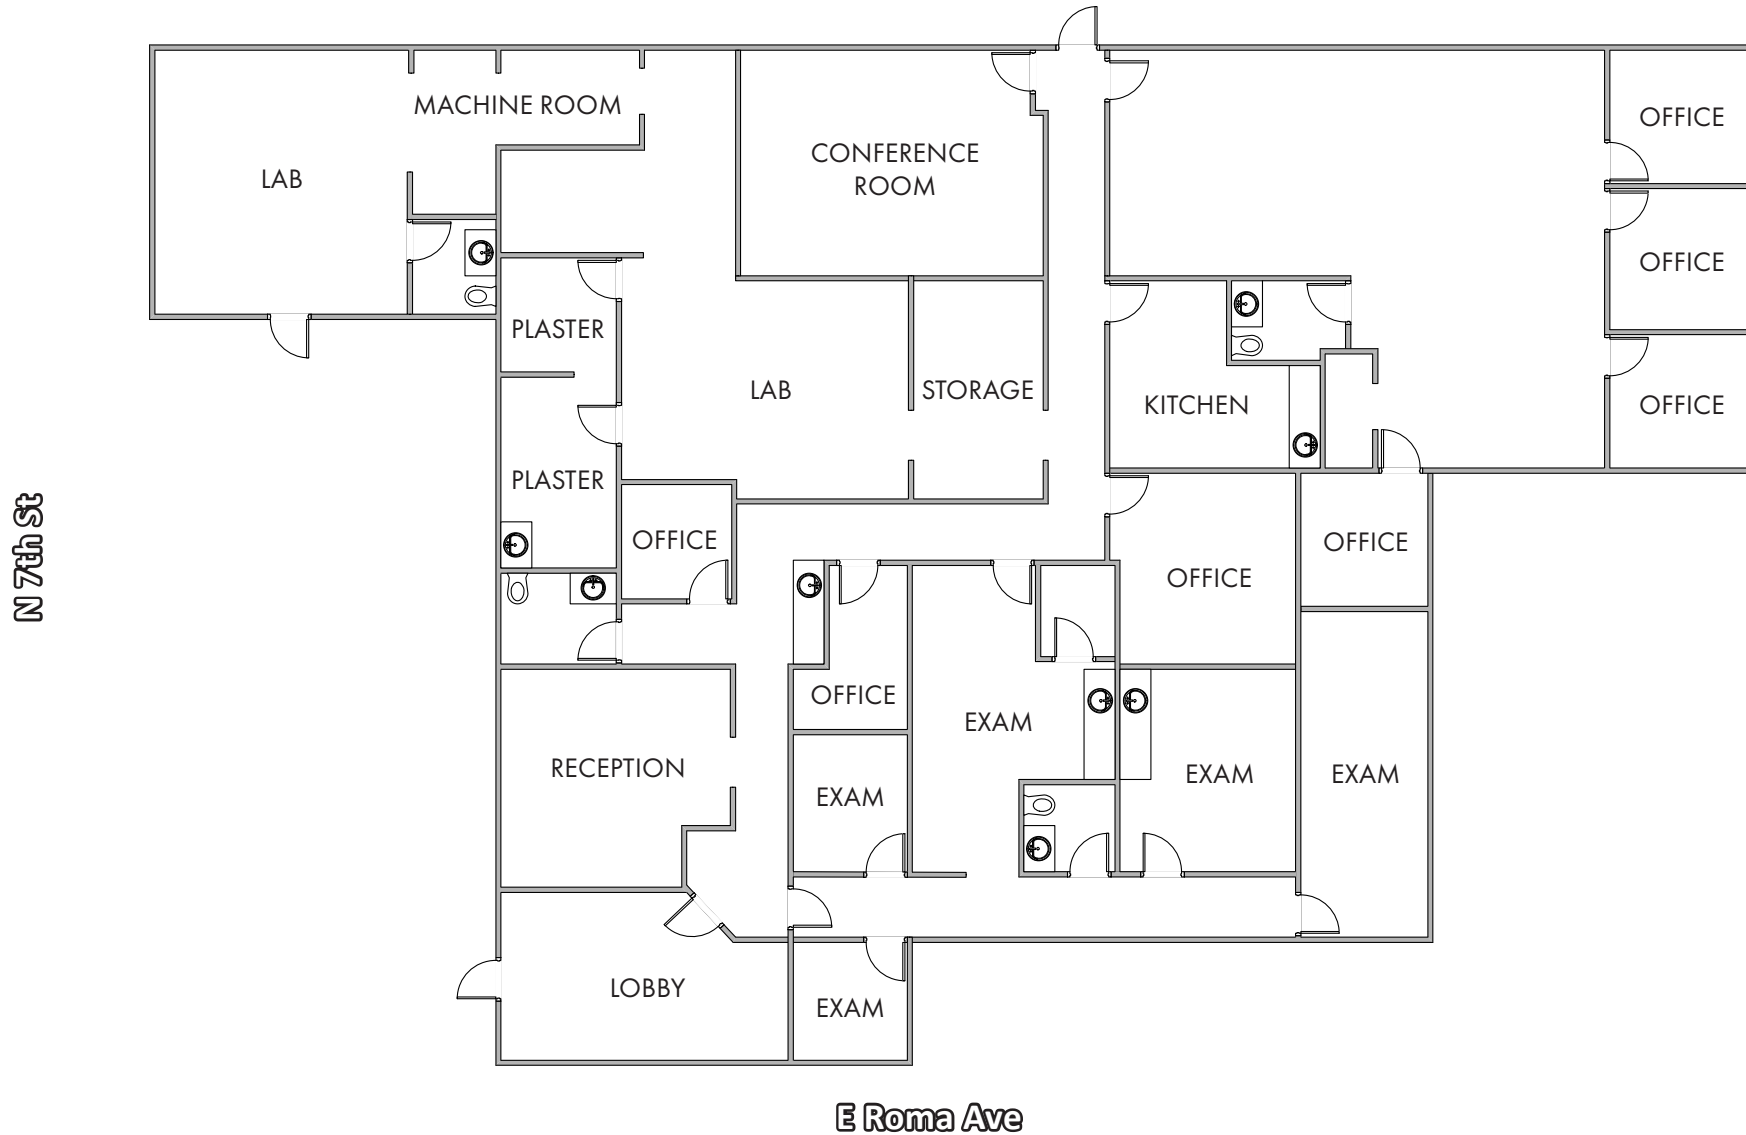 MACHINE ROOM
OFFICE
CONFERENCE
ROOM
LAB
OFFICE
PLASTER
LAB
STORAGE
KITCHEN
OFFICE
PLASTER
OFFICE
OFFICE
OFFICE
N 7th St
OFFICE
EXAM
RECEPTION
EXAM
EXAM
EXAM
LOBBY
EXAM
E Roma Ave